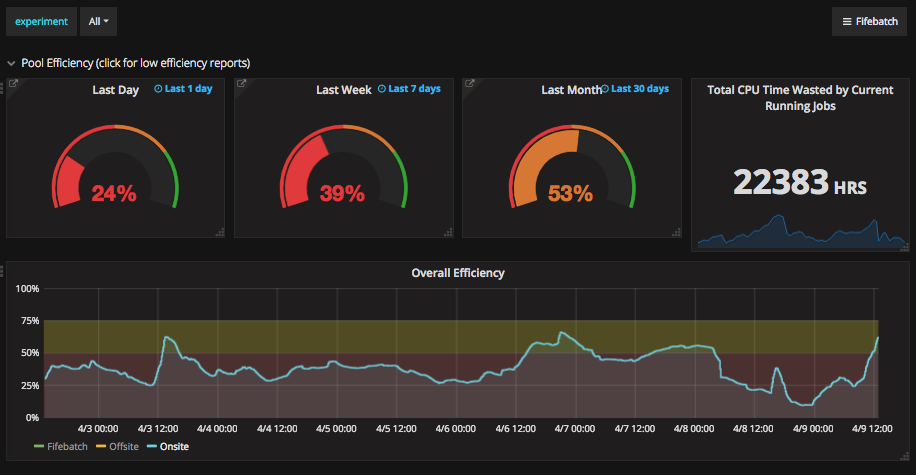 experiment All Fifebatch
Pool Efficiency (click for low efficiency reports)
Last Day Last 1 day
24%
Last Week Last 7 days
39%
Last Month Last 30 days
53%
Total CPU Time Wasted by Current
Running Jobs
22383 HRS
Overall Efficiency
100%
75%
50%
25%
0%
4/3 00:00 4/3 12:00 4/4 00:00 4/4 12:00 4/5 00:00 4/5 12:00 4/6 00:00 4/6 12:00 4/7 00:00 4/7 12:00 4/8 00:00 4/8 12:00 4/9 00:00 4/9 12:00
Fifebatch Offsite Onsite